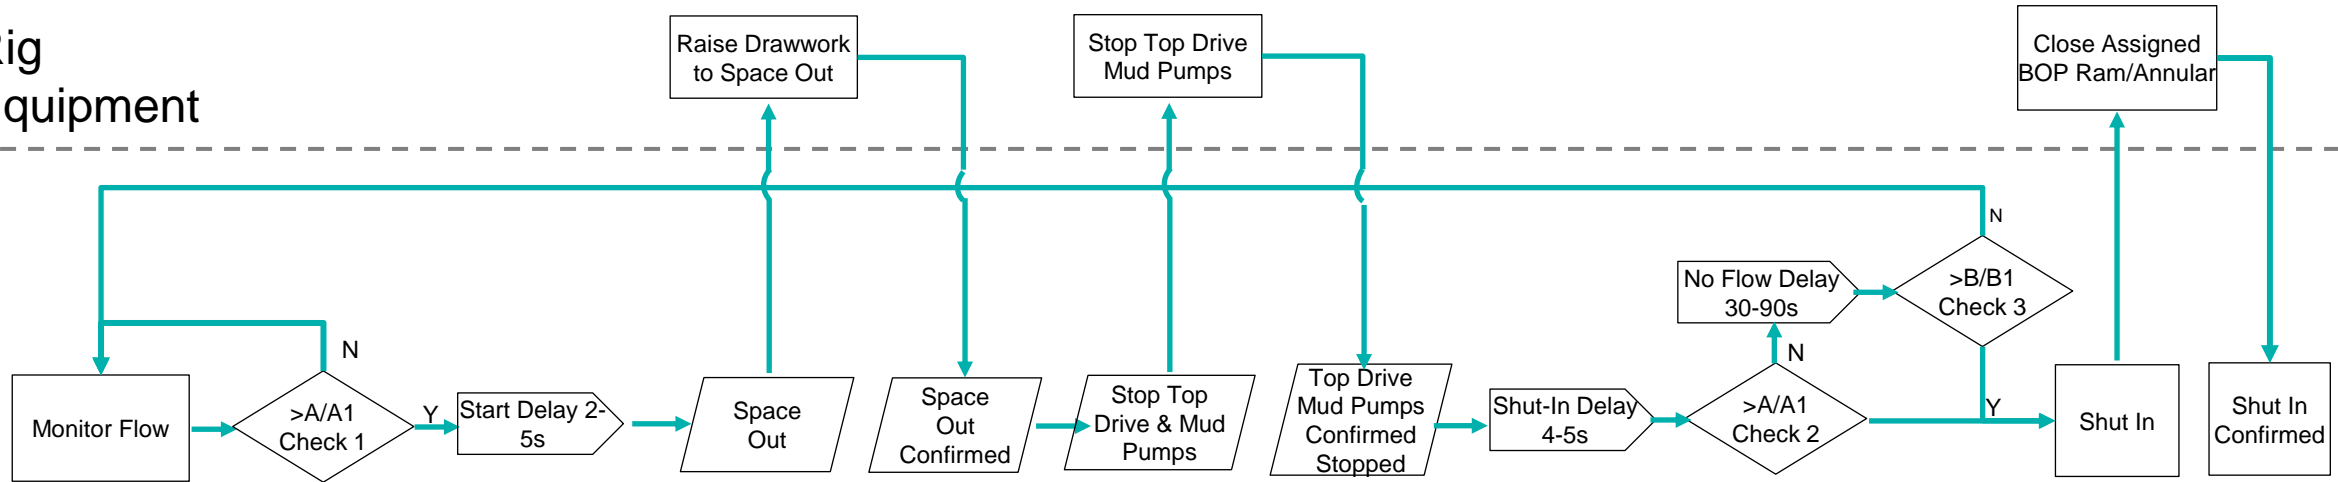 ig
quipment
Raise Drawwork
to Space Out
Stop Top Drive
Mud Pumps
Close Assigned
BOP Ram/Annular
Monitor Flow
N
>A/A1
Check 1
Y
Start Delay 2-
5s
Space
Out
Space
Out
Confirmed
Stop Top
Drive & Mud
Pumps
Top Drive
Mud Pumps
Confirmed
Stopped
Shut-In Delay
4-5s
>A/A1
Check 2
N
No Flow Delay
30-90s
>B/B1
Check 3
N
Y
Shut In
Shut In
Confirmed